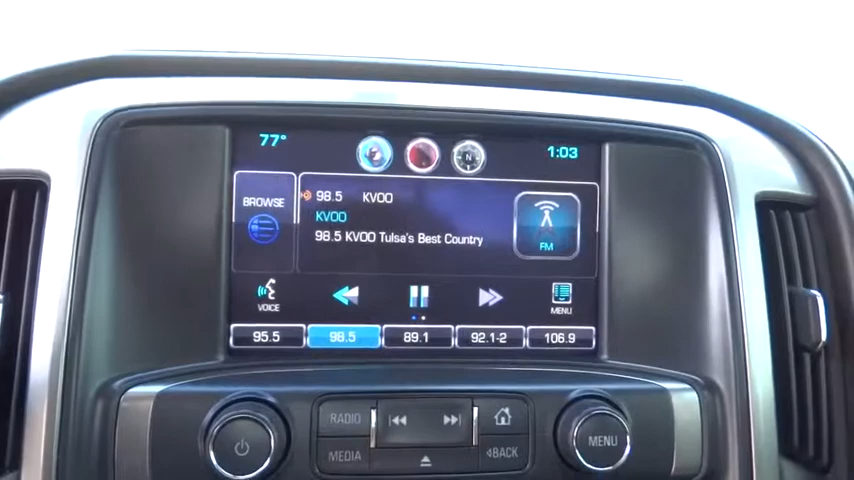 77°
N
1:03
BROWSE
98.5 KVOO
KVOO
98.5 KVOO Tulsa's Best Country
FM
VOICE
MENU
95.5 98.5 89.1 92.1-2 106.9
RADIO
MEDIA
BACK
MENU